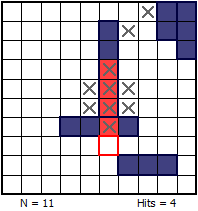 N = 11 Hits = 4